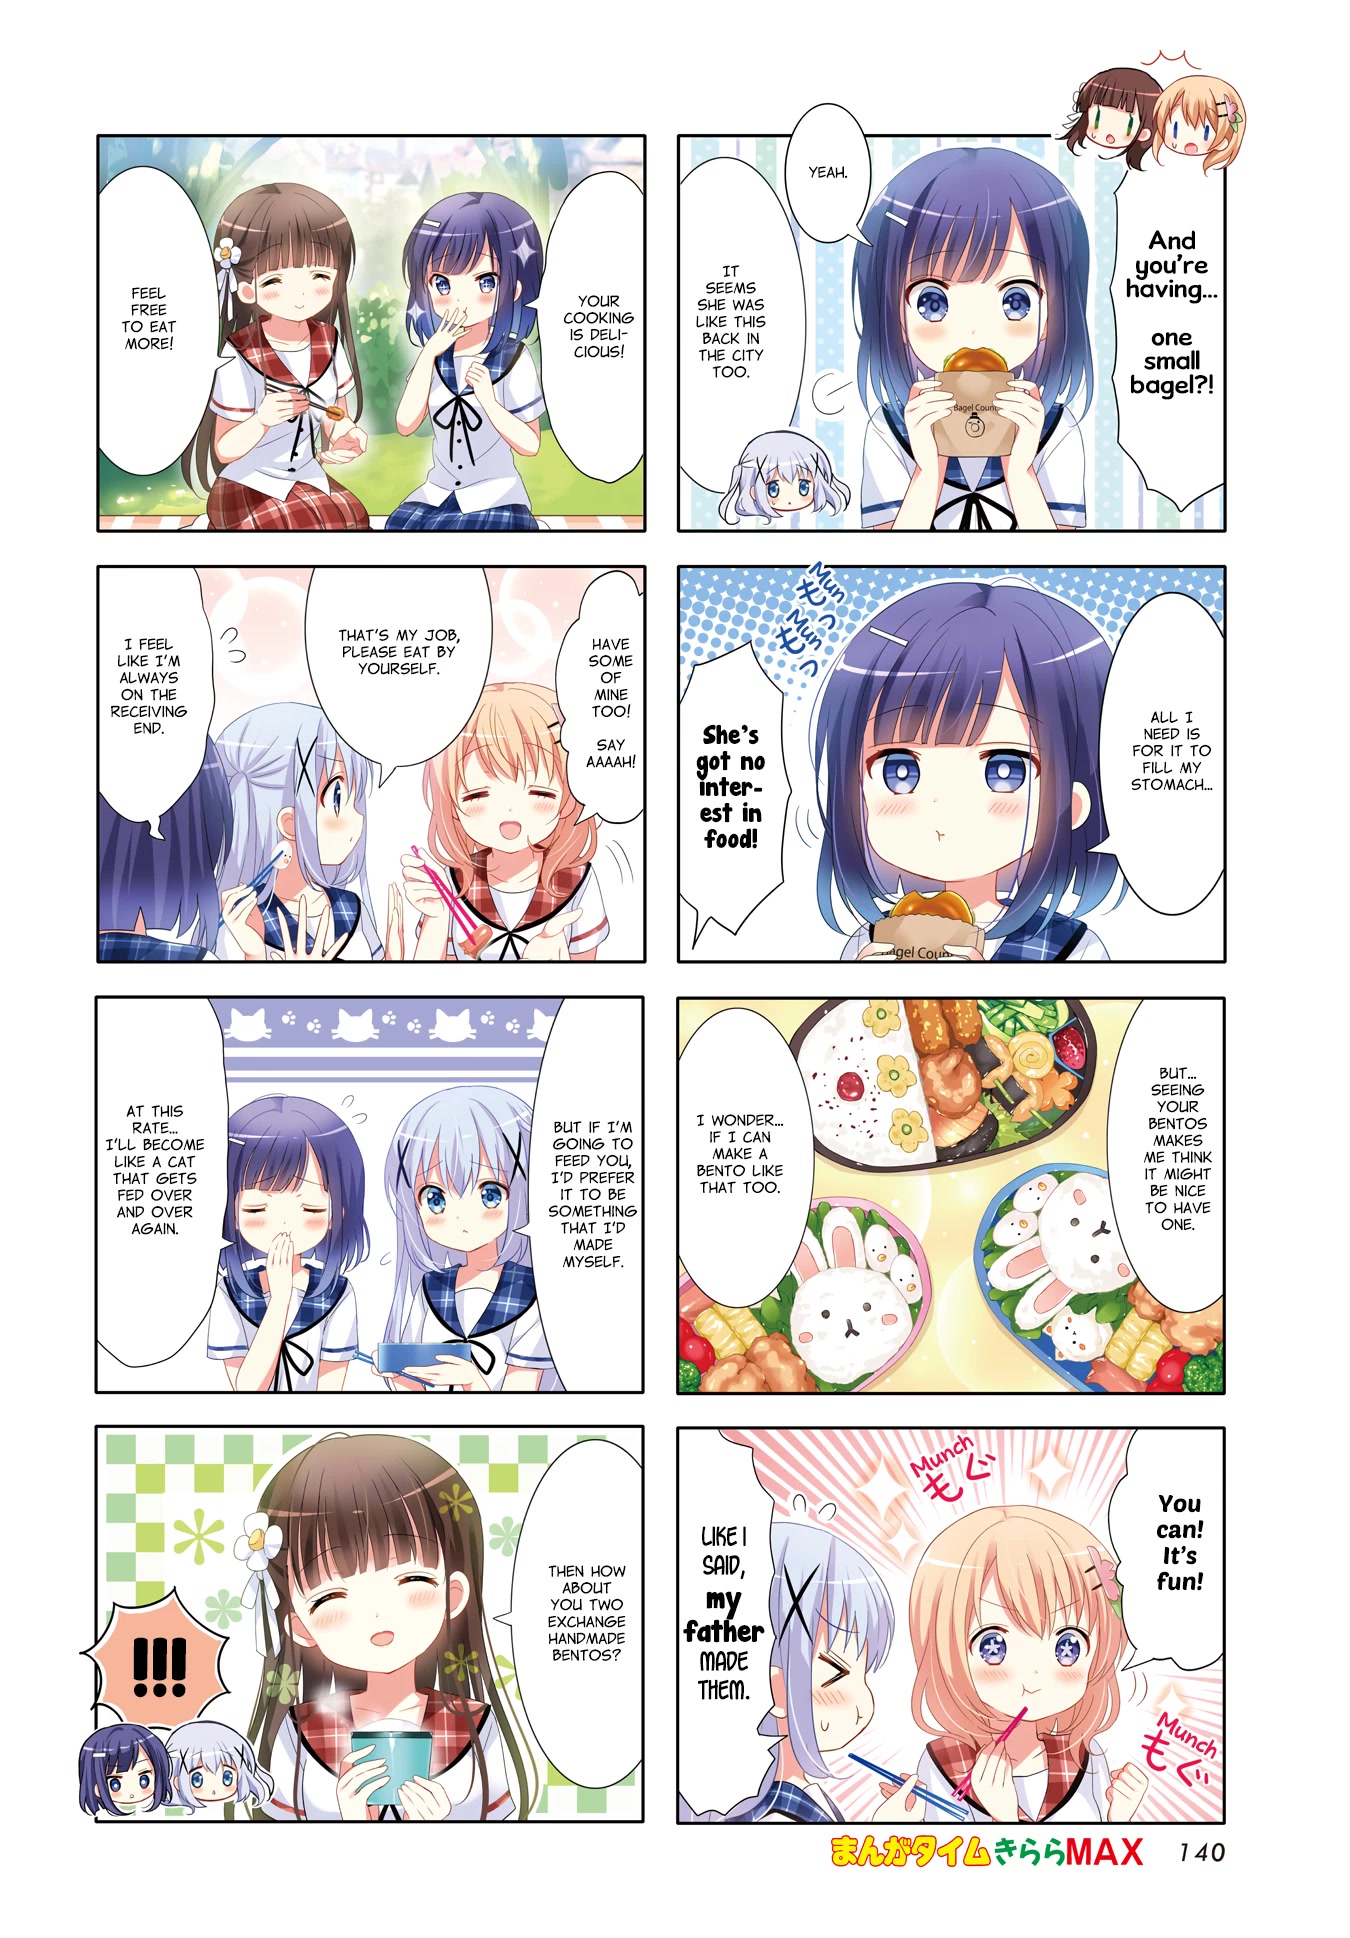 And
you're
having...
one
small
bagel?!
YEAH.
Bagel Coun
IT
SEEMS
SHE WAS
LIKE THIS
BACK IN
THE CITY
TOO.
ALL I
NEED IS
FOR IT TO
FILL MY
STOMACH...
Mun
もっ
Mun
もっ
She's
got no
inter-
est in
food!
Bagel Coun
BUT...
SEEING
YOUR
BENTOS
MAKES
ME THINK
IT MIGHT
BE NICE
TO HAVE
ONE.
I WONDER...
IF I CAN
MAKE A
BENTO LIKE
THAT TOO.
You
can!
It's
fun!
Munch
もぐ
Munch
もぐ
LIKE I
SAID,
my
father
MADE
THEM.
YOUR
COOKING
IS DELI-
CIOUS!
FEEL
FREE
TO EAT
MORE!
HAVE
SOME
OF
MINE
TOO!
SAY
AAAAH!
THAT'S MY JOB,
PLEASE EAT BY
YOURSELF.
I FEEL
LIKE I'M
ALWAYS
ON THE
RECEIVING
END.
BUT IF I'M
GOING TO
FEED YOU,
I'D PREFER
IT TO BE
SOMETHING
THAT I'D
MADE
MYSELF.
AT THIS
RATE...
I'LL BECOME
LIKE A CAT
THAT GETS
FED OVER
AND OVER
AGAIN.
THEN HOW
ABOUT
YOU TWO
EXCHANGE
HANDMADE
BENTOS?
!!!
まんがタイムきららMAX 140